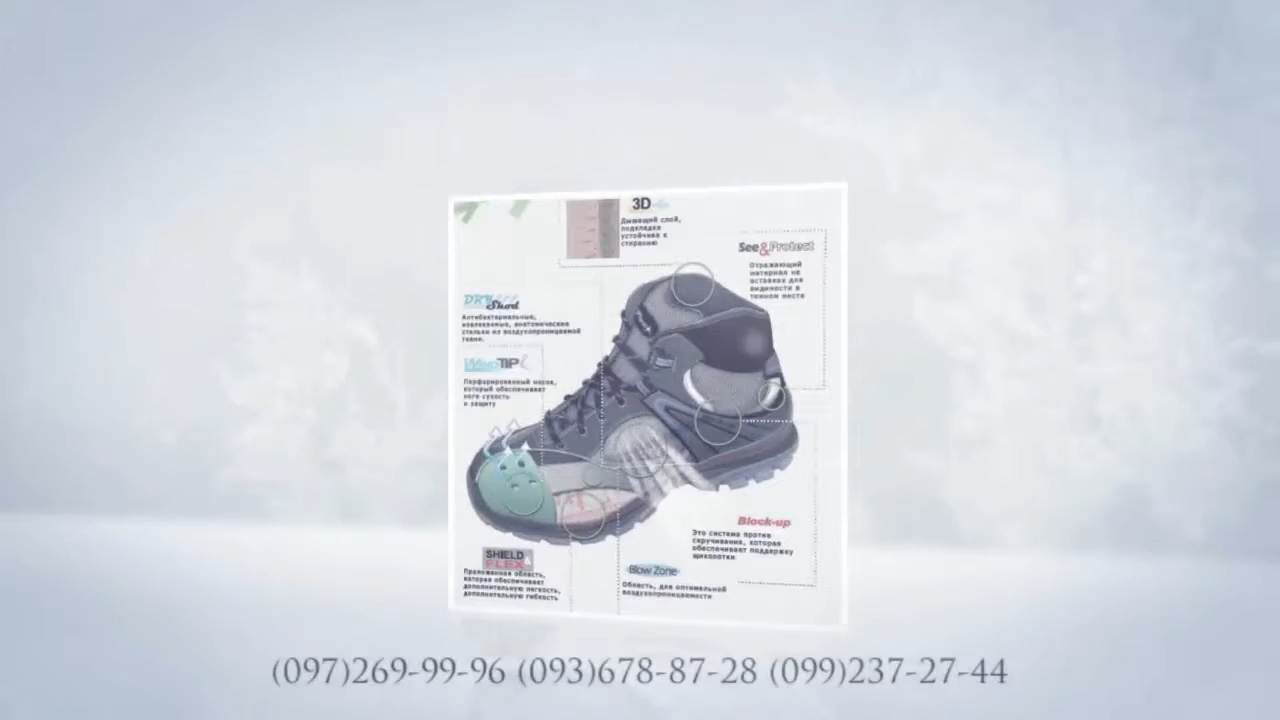 3D
Дышащий слой,
подкладка
устойчива к
стиранию
See&Protect
Отражающий
материал на
вставках для
видимости в
темном месте
DRY Shod
Антибактериальные,
извлекаемые, анатомические
стельки из воздухопроницаемой
ткани.
WindTIP
Перфорированный носок,
который обеспечивает
ноге сухость
и защиту
Block-up
Это система против
скручивания, которая
обеспечивает поддержку
щиколотки
SHIELD
FLEX
Проложенная область,
которая обеспечивает
дополнительную легкость,
дополнительную гибкость
Blow Zone
Область, для оптимальной
воздухопроницаемости
(097)269-99-96 (093)678-87-28 (099)237-27-44